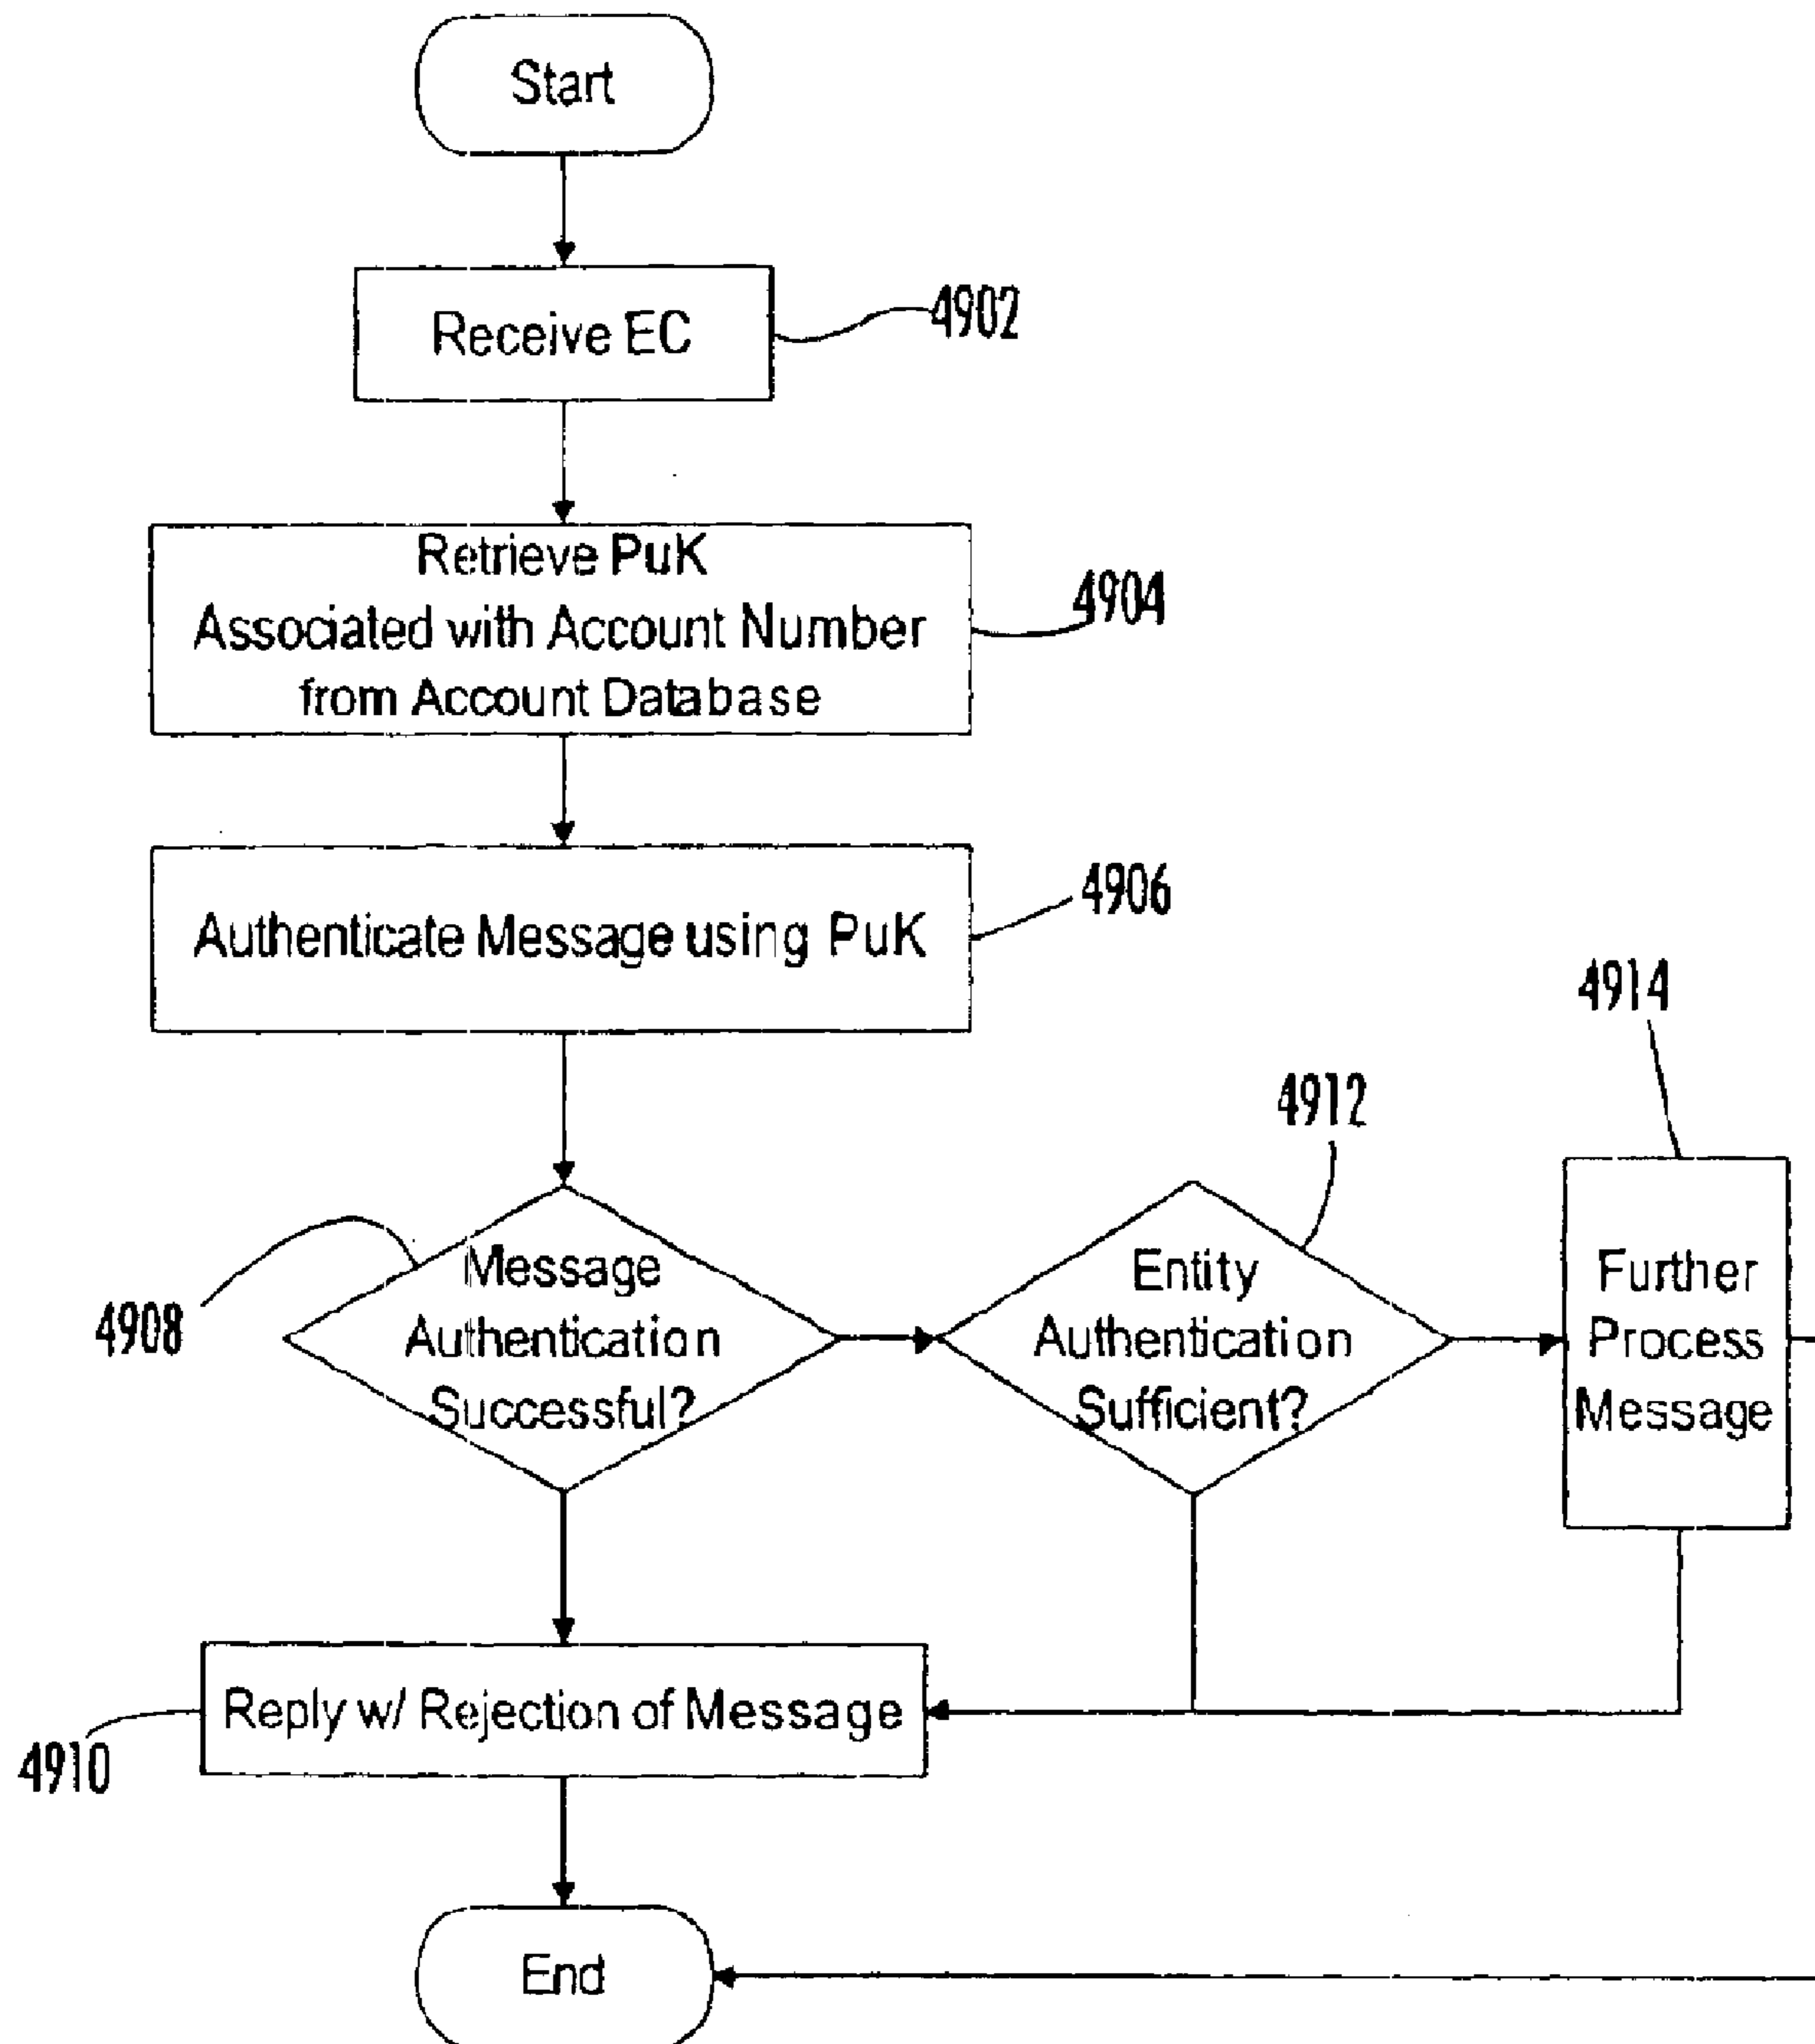 Start
Receive EC
4902
Retrieve PuK
Associated with Account Number
from Account Database
4904
Authenticate Message using PuK
4906
4914
4912
Message
Authentication
Successful?
4908
Entity
Authentication
Sufficient?
Further
Process
Message
Reply w/ Rejection of Message
4910
End